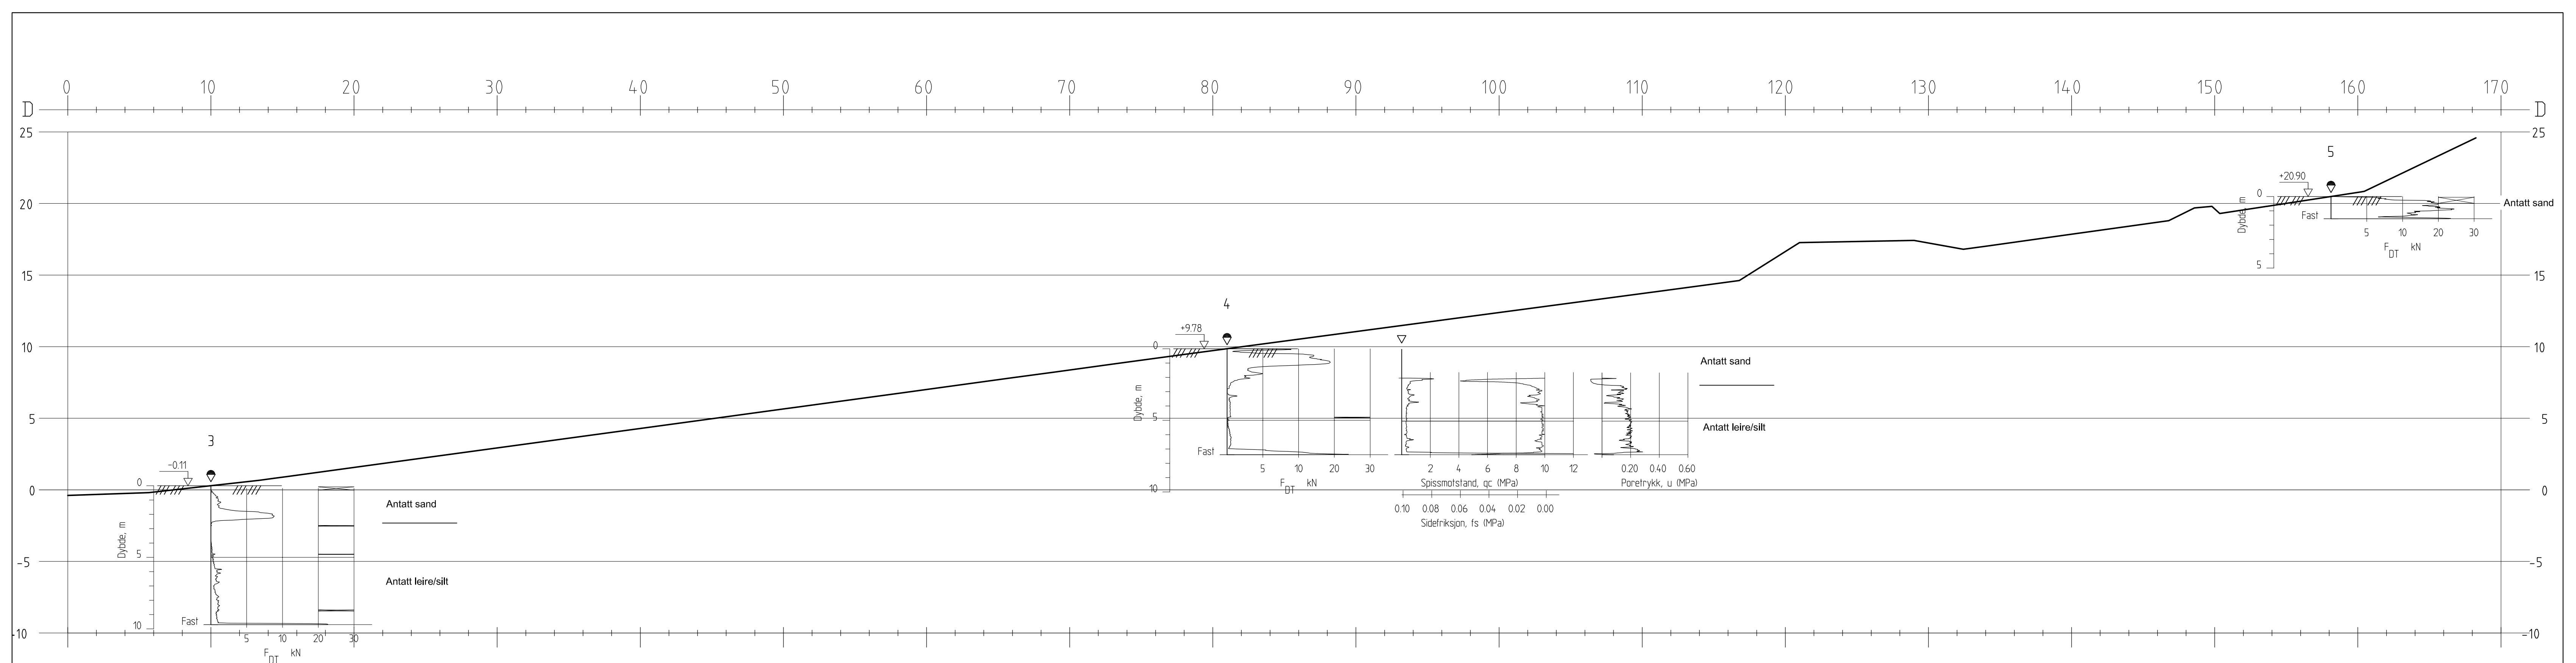 0 10 20 30 40 50 60 70 80 90 100 110 120 130 140 150 160 170
D D
25 25
5
+20.90
20 0 Antatt sand
Dybde, m Fast
5 10 20 30
F DT kN
5
15 15
4
+9.78
10 0 10
Antatt sand
Dybde, m
5 5 5
Antatt leire/silt
Fast
5 10 20 30 2 4 6 8 10 12 0.20 0.40 0.60
F DT kN Spissmotstand, qc (MPa) Poretrykk, u (MPa)
10
0.10 0.08 0.06 0.04 0.02 0.00
Sidefriksjon, fs (MPa)
3
-0.11
0 0 0
Antatt sand
Dybde, m
5
-5 -5
Antatt leire/silt
Fast
10
-10 -10
5 10 20 30
F DT kN